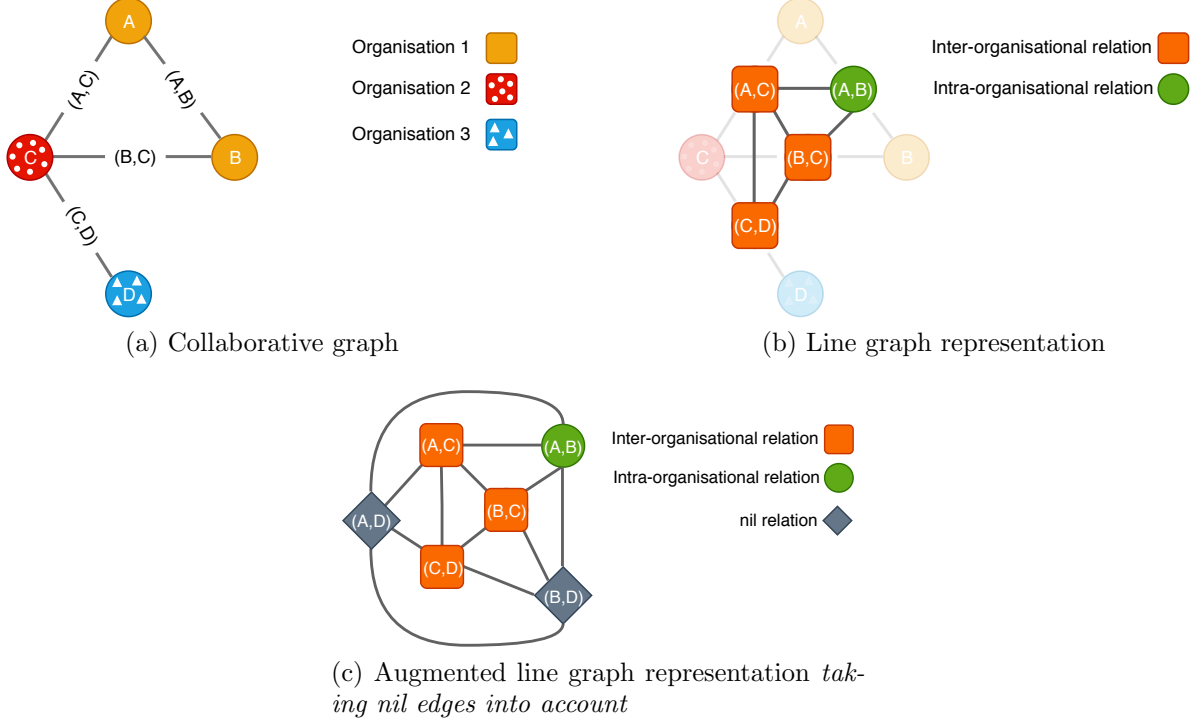 A
Organisation 1
(A,C)
(A,B)
Organisation 2
Organisation 3
C
(B,C)
B
(C,D)
D
(a) Collaborative graph
A
Inter-organisational relation
(A,C)
(A,B)
Intra-organisational relation
C
(B,C)
B
(C,D)
D
(b) Line graph representation
(A,C)
(A,B)
Inter-organisational relation
Intra-organisational relation
(B,C)
(A,D)
nil relation
(C,D)
(B,D)
(c) Augmented line graph representation tak-
ing nil edges into account